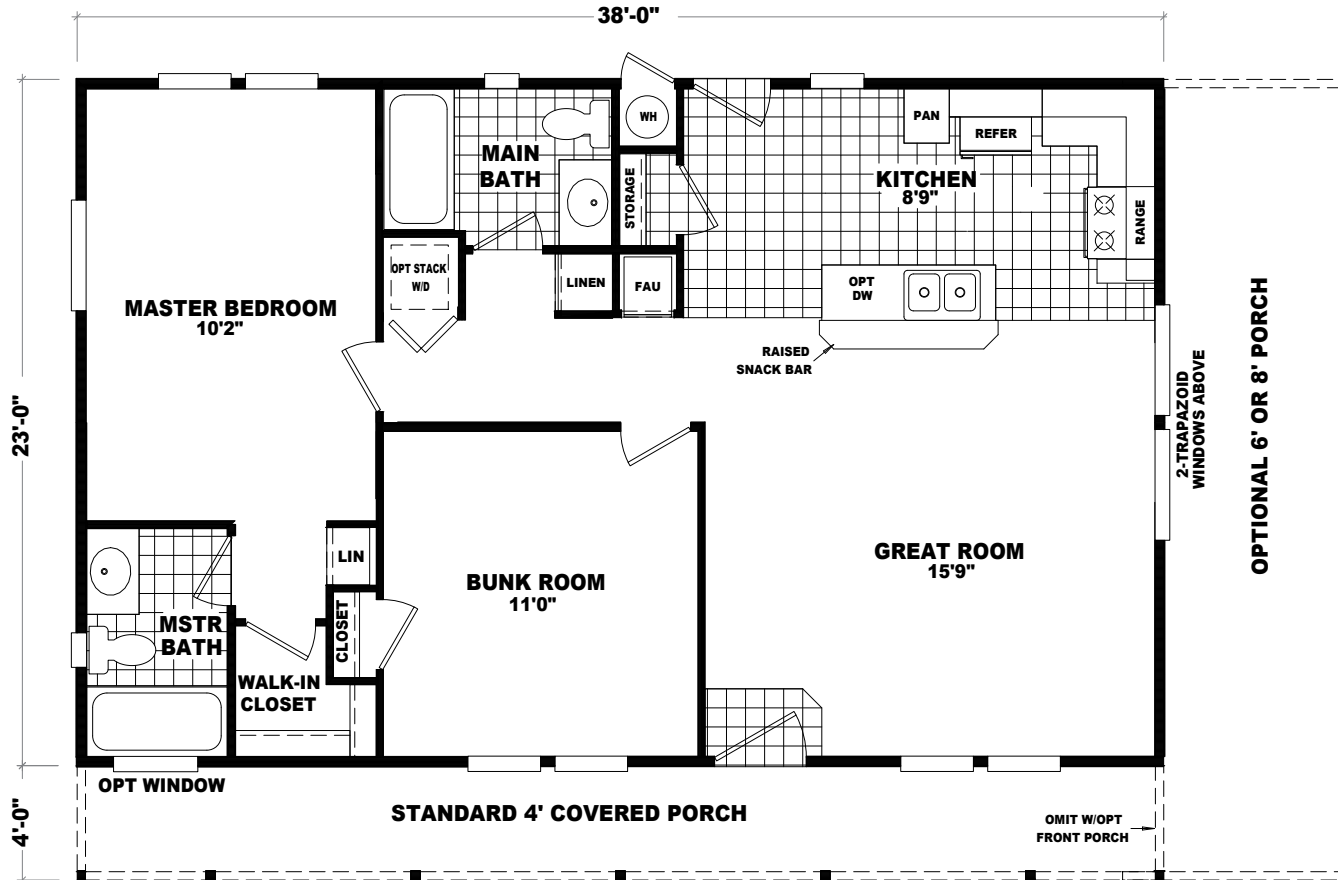 38'-0"
WH
PAN
REFER
MAIN
BATH
KITCHEN
8'9"
STORAGE
RANGE
OPT STACK
W/D
LINEN
FAU
OPT
DW
MASTER BEDROOM
10'2"
RAISED
SNACK BAR
2-TRAPAZOID
WINDOWS ABOVE
OPTIONAL 6' OR 8' PORCH
23'-0"
LIN
BUNK ROOM
11'0"
GREAT ROOM
15'9"
MSTR
BATH
CLOSET
WALK-IN
CLOSET
OPT WINDOW
STANDARD 4' COVERED PORCH
4'-0"
OMIT W/OPT
FRONT PORCH